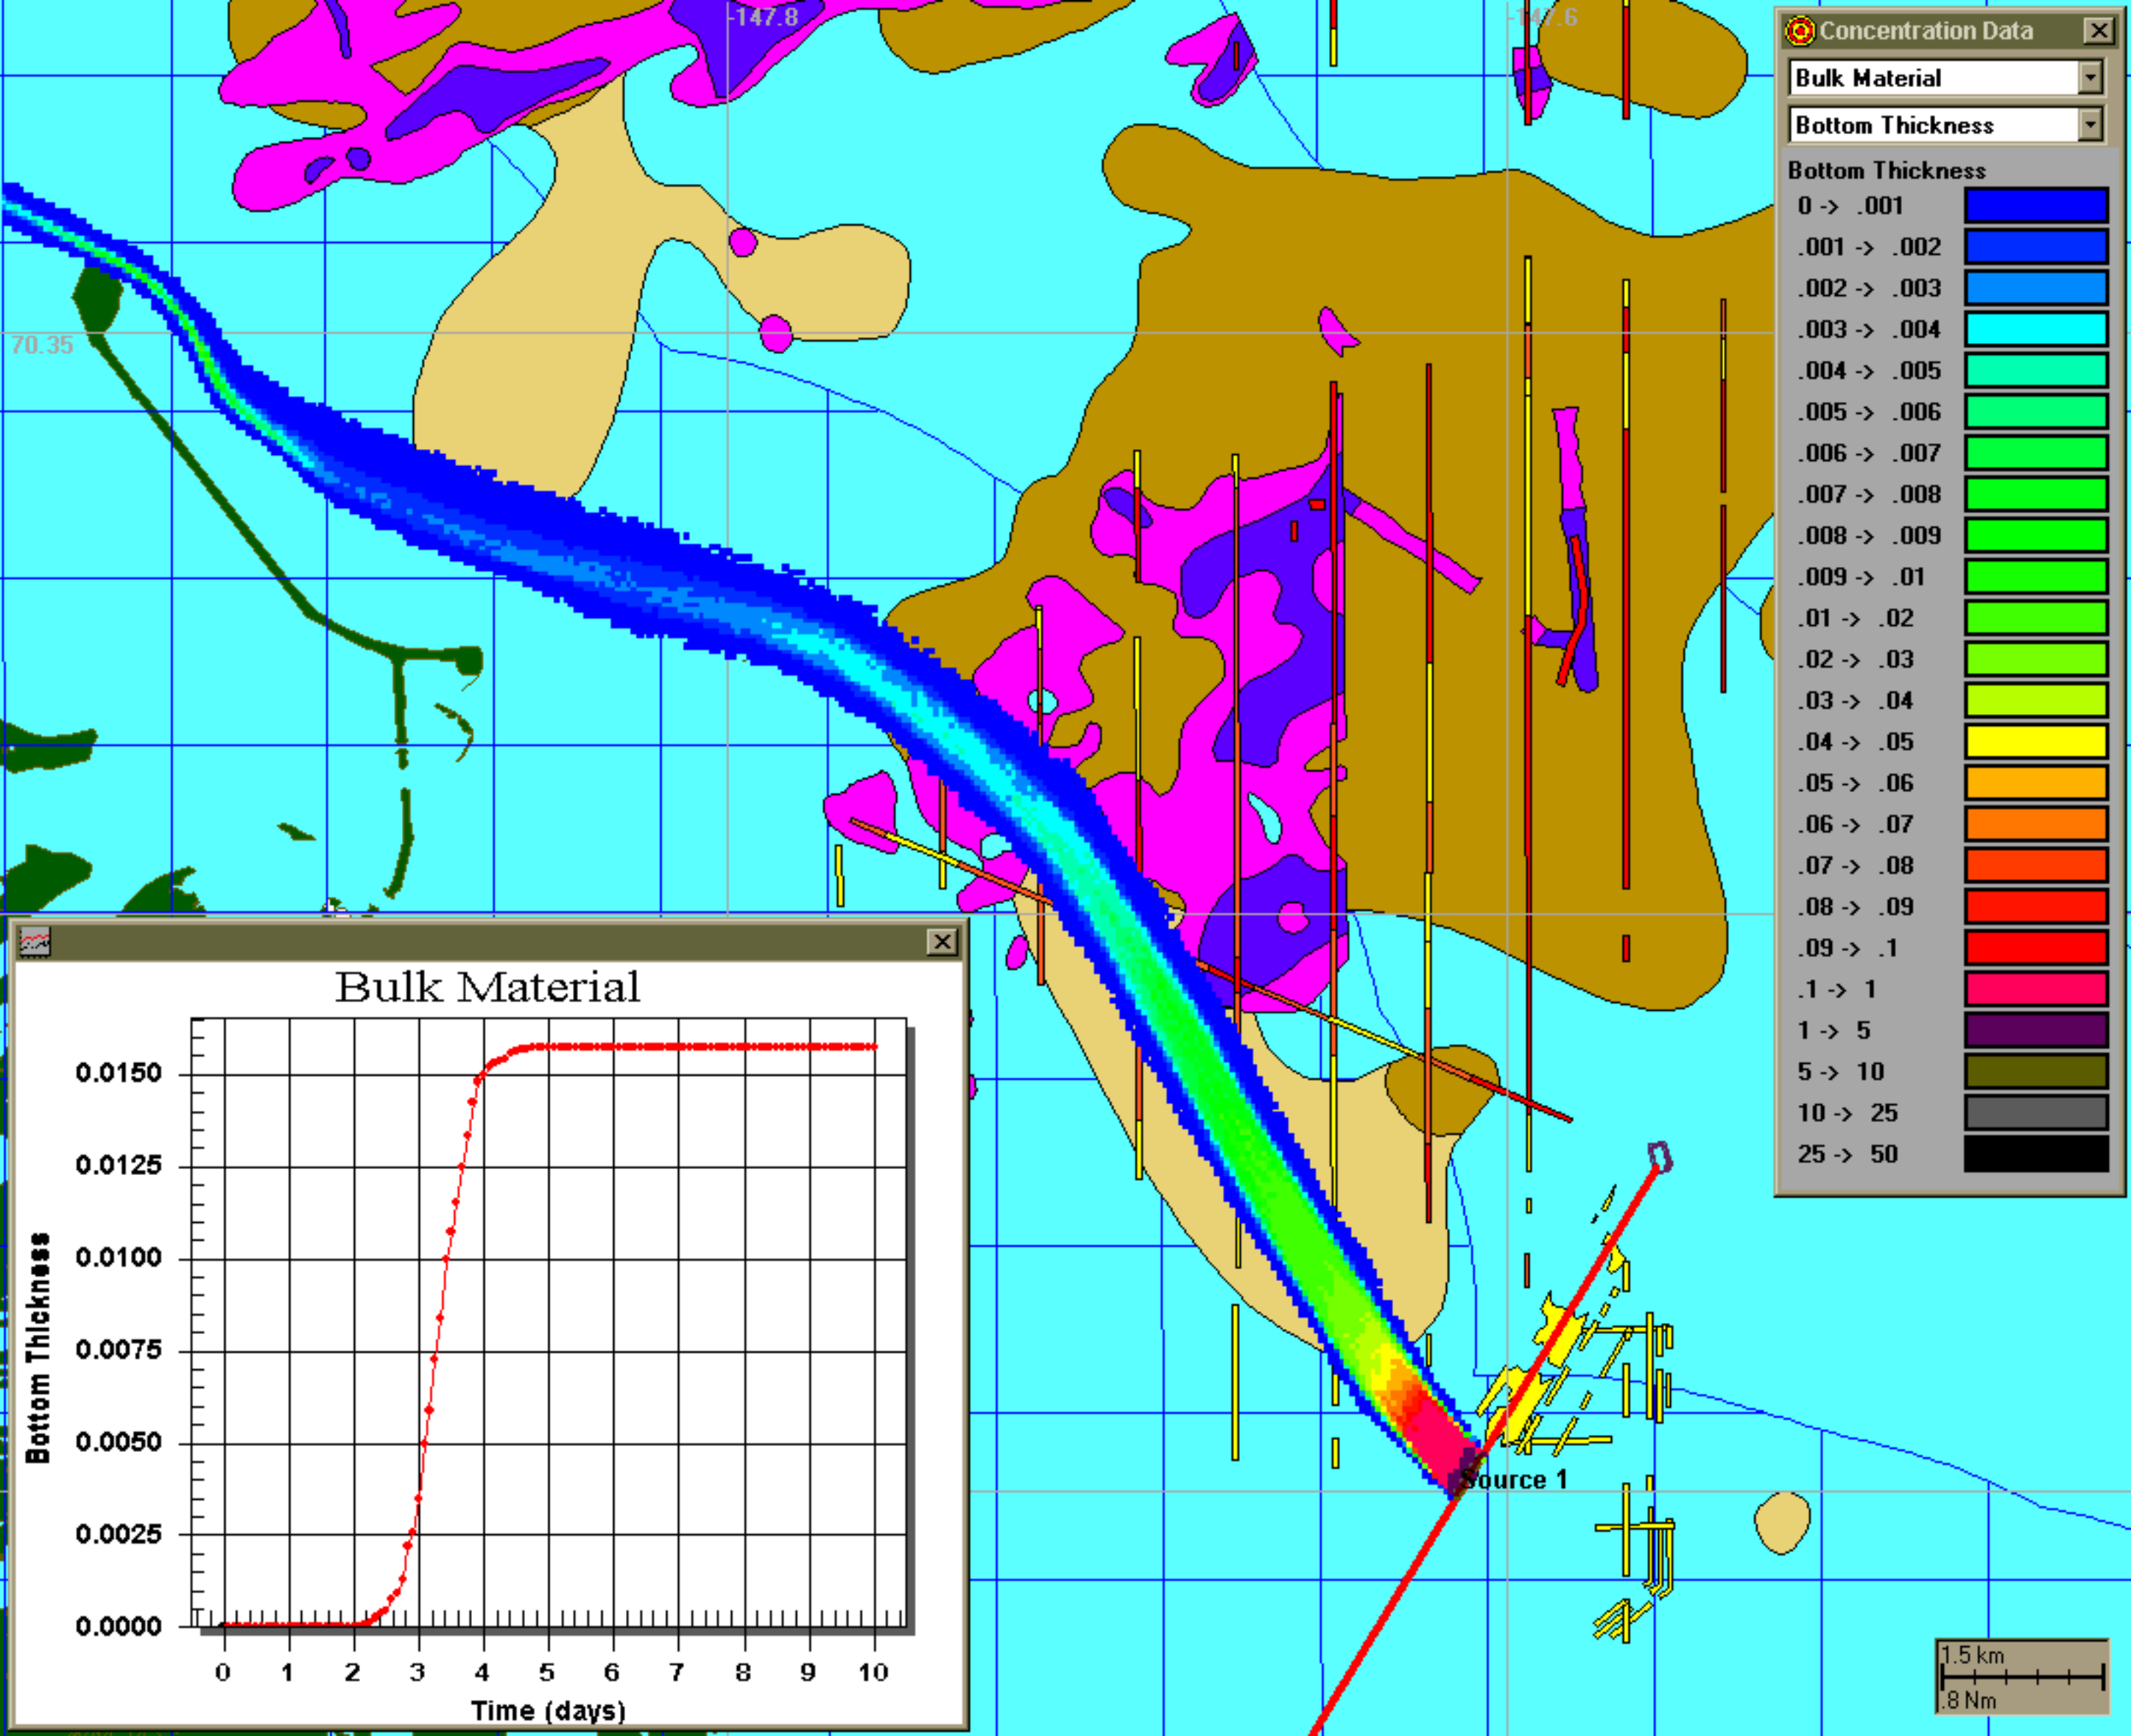 -147.8
-147.6
70.35
Concentration Data
Bulk Material
Bottom Thickness
Bottom Thickness
0 -> .001
.001 -> .002
.002 -> .003
.003 -> .004
.004 -> .005
.005 -> .006
.006 -> .007
.007 -> .008
.008 -> .009
.009 -> .01
.01 -> .02
.02 -> .03
.03 -> .04
.04 -> .05
.05 -> .06
.06 -> .07
.07 -> .08
.08 -> .09
.09 -> .1
.1 -> 1
1 -> 5
5 -> 10
10 -> 25
25 -> 50
Bulk Material
Bottom Thickness
0.0150
0.0125
0.0100
0.0075
0.0050
0.0025
0.0000
0 1 2 3 4 5 6 7 8 9 10
Time (days)
Source 1
1.5 km
.8 Nm